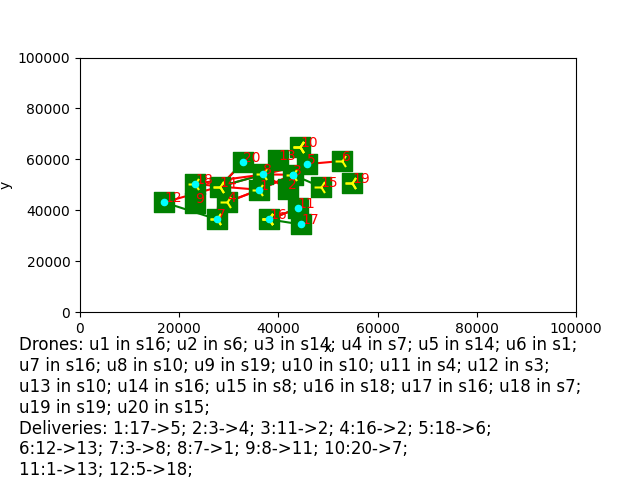 100000
80000
60000
40000
20000
0
y
0 20000 40000 60000 80000 100000
x
Drones: u1 in s16; u2 in s6; u3 in s14; u4 in s7; u5 in s14; u6 in s1;
u7 in s16; u8 in s10; u9 in s19; u10 in s10; u11 in s4; u12 in s3;
u13 in s10; u14 in s16; u15 in s8; u16 in s18; u17 in s16; u18 in s7;
u19 in s19; u20 in s15;
Deliveries: 1:17->5; 2:3->4; 3:11->2; 4:16->2; 5:18->6;
6:12->13; 7:3->8; 8:7->1; 9:8->11; 10:20->7;
11:1->13; 12:5->18;